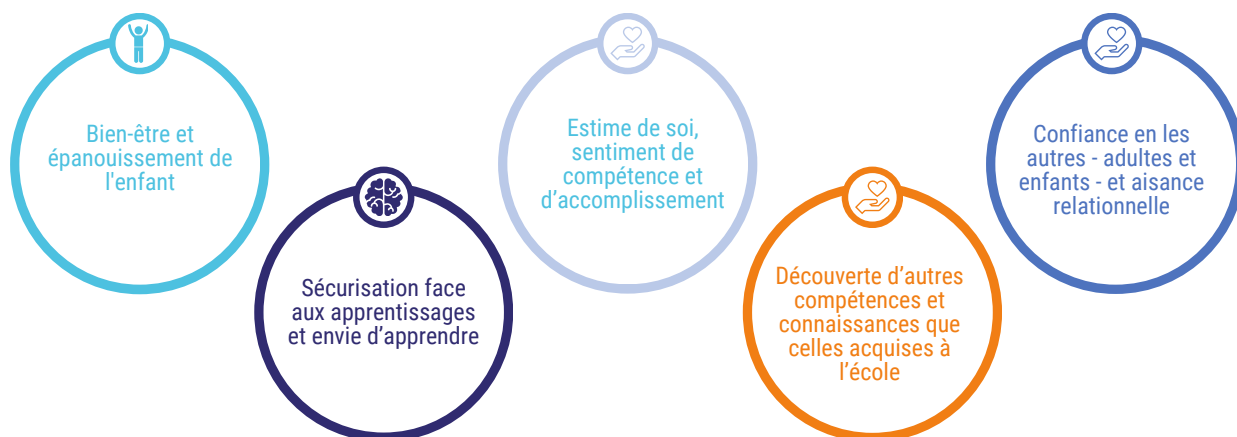 Bien-être et
épanouissement de
l'enfant
Sécurisation face
aux apprentissages
et envie d’apprendre
Estime de soi,
sentiment de
compétence et
d’accomplissement
Découverte d’autres
compétences et
connaissances que
celles acquises à
l’école
Confiance en les
autres - adultes et
enfants - et aisance
relationnelle